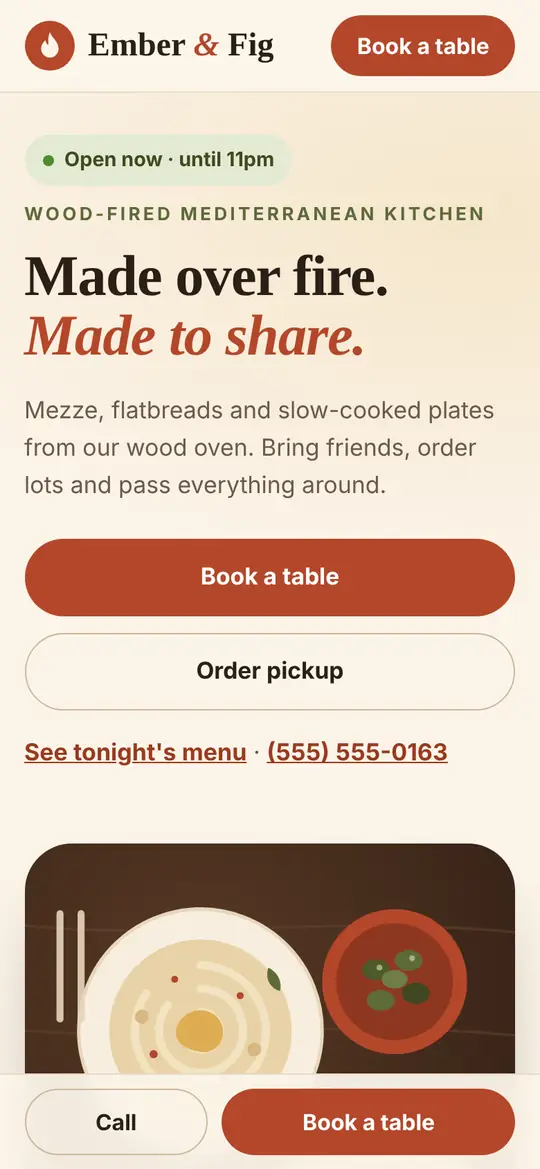 Ember & Fig
Book a table
Open now · until 11pm
WOOD-FIRED MEDITERRANEAN KITCHEN
Made over fire.
Made to share.
Mezze, flatbreads and slow-cooked plates
from our wood oven. Bring friends, order
lots and pass everything around.
Book a table
Order pickup
See tonight's menu · (555) 555-0163
Call
Book a table